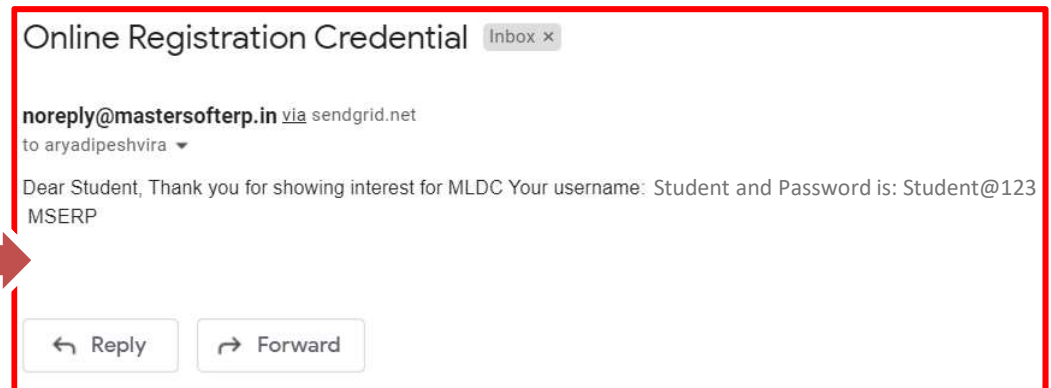 Online Registration Credential Inbox ×
noreply@mastersofterp.in via sendgrid.net
to aryadipeshvira
Dear Student, Thank you for showing interest for MLDC Your username: Student and Password is: Student@123
MSERP
Reply Forward